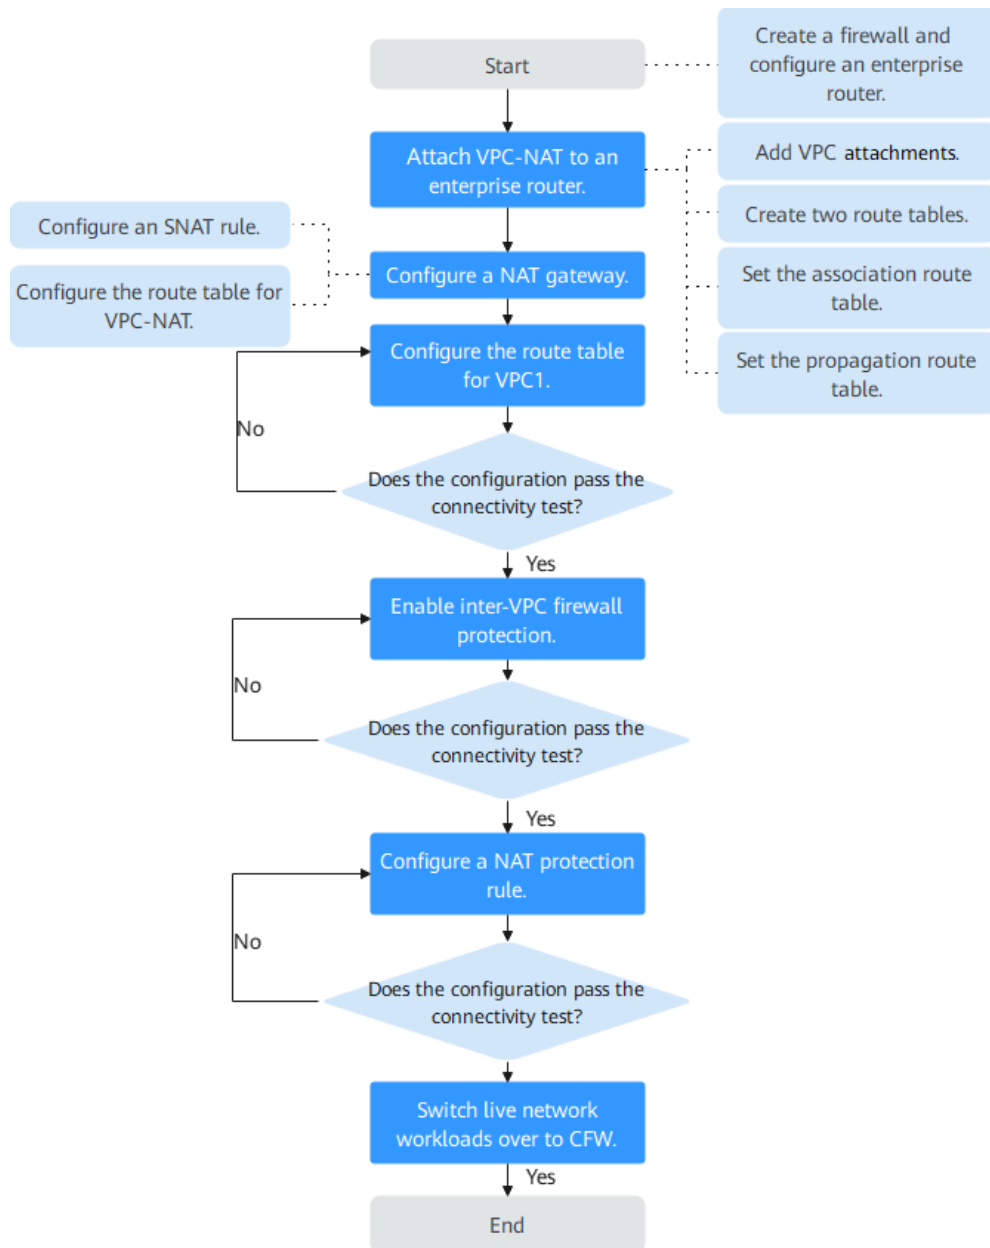 Start
Create a firewall and
configure an enterprise
router.
Attach VPC-NAT to an
enterprise router.
Add VPC attachments.
Create two route tables.
Set the association route
table.
Set the propagation route
table.
Configure an SNAT rule.
Configure the route table for
VPC-NAT.
Configure a NAT gateway.
Configure the route table
for VPC1.
No
Does the configuration pass the
connectivity test?
Yes
Enable inter-VPC firewall
protection.
No
Does the configuration pass the
connectivity test?
Yes
Configure a NAT protection
rule.
No
Does the configuration pass the
connectivity test?
Switch live network
workloads over to CFW.
Yes
End